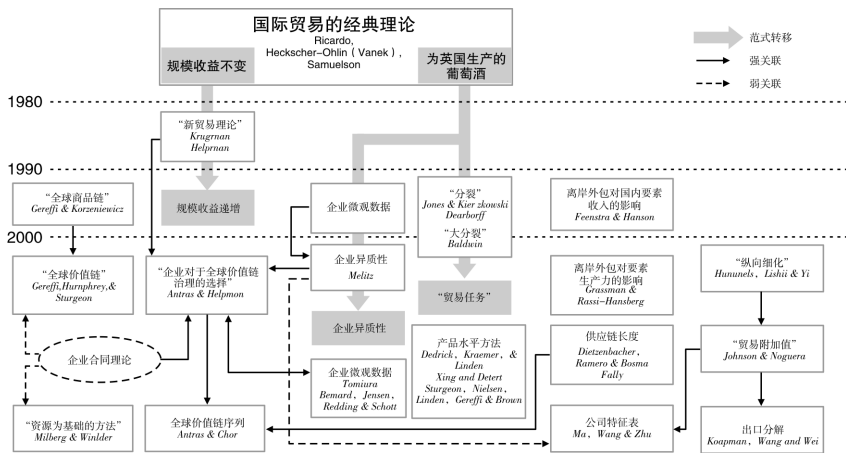 国际贸易的经典理论
Ricardo,
Heckscher-Ohlin（Vanek）,
Samuelson
规模收益不变
为英国生产的
葡萄酒
范式转移
强关联
弱关联
1980
“新贸易理论”
Krugrnan
Helprnan
1990
“全球商品链”
Gereffi & Korzeniewicz
规模收益递增
企业微观数据
“分裂”
Jones & Kier zkowski
Dearborff
“大分裂”
Baldwin
离岸外包对国内要素
收入的影响
Feenstra & Hanson
2000
“全球价值链”
Gereffi,Hurnphrey,&
Sturgeon
“企业对于全球价值链
治理的选择”
Antras & Helpmon
企业异质性
Melitz
“贸易任务”
离岸外包对要素
生产力的影响
Grassman &
Rassi-Hansberg
“纵向细化”
Hununels, Lishii & Yi
企业异质性
企业合同理论
企业微观数据
Tomiura
Bemard, Jensen,
Redding & Schott
产品水平方法
Dedrick, Kraemer, &
Linden
Xing and Detert
Sturgeon, Nielsen,
Linden, Gereffi & Brown
供应链长度
Dietzenbacher,
Ramero & Bosma
Fally
“贸易附加值”
Johnson & Noguera
“资源为基础的方法”
Milberg & Winlder
全球价值链序列
Antras & Chor
公司特征表
Ma, Wang & Zhu
出口分解
Koapman, Wang and Wei